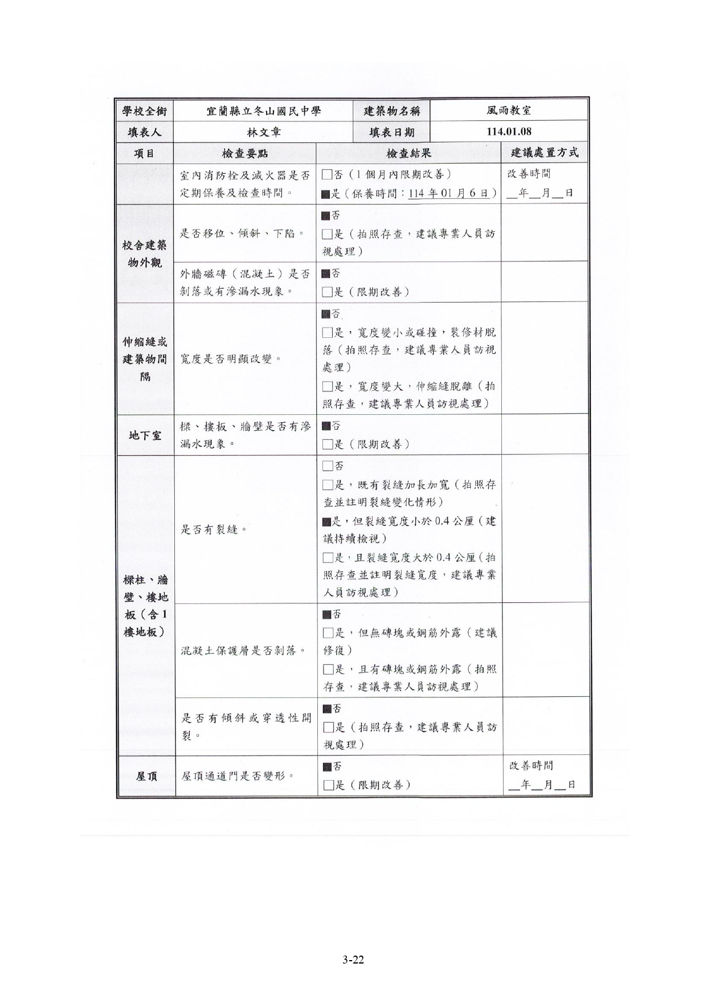 學校全銜 宜蘭縣立冬山國民中學 建築物名稱 風雨教室
填表人 林文章 填表日期 114.01.08
項目 檢查要點 檢查結果 建議處置方式
室內消防栓及滅火器是否
定期保養及檢查時間。
□否（1 個月內限期改善）
■是（保養時間：114 年 01 月 6 日）
改善時間
__年__月__日
校舍建築
物外觀
是否移位、傾斜、下陷。
■否
□是（拍照存查，建議專業人員訪
視處理）
外牆磁磚（混凝土）是否
剝落或有滲漏水現象。
■否
□是（限期改善）
伸縮縫或
建築物間
隔
寬度是否明顯改變。
■否
□是，寬度變小或碰撞，裝修材脫
落（拍照存查，建議專業人員訪視
處理）
□是，寬度變大，伸縮縫脫離（拍
照存查，建議專業人員訪視處理）
地下室
樑、樓板、牆壁是否有滲
漏水現象。
■否
□是（限期改善）
樑柱、牆
壁、樓地
板（含 1
樓地板）
是否有裂縫。
□否
□是，既有裂縫加長加寬（拍照存
查並註明裂縫變化情形）
■是，但裂縫寬度小於 0.4 公厘（建
議持續檢視）
□是，且裂縫寬度大於 0.4 公厘（拍
照存查並註明裂縫寬度，建議專業
人員訪視處理）
混凝土保護層是否剝落。
■否
□是，但無磚塊或鋼筋外露（建議
修復）
□是，且有磚塊或鋼筋外露（拍照
存查，建議專業人員訪視處理）
是否有傾斜或穿透性開
裂。
■否
□是（拍照存查，建議專業人員訪
視處理）
屋頂
屋頂通道門是否變形。
■否
□是（限期改善）
改善時間
__年__月__日
3-22